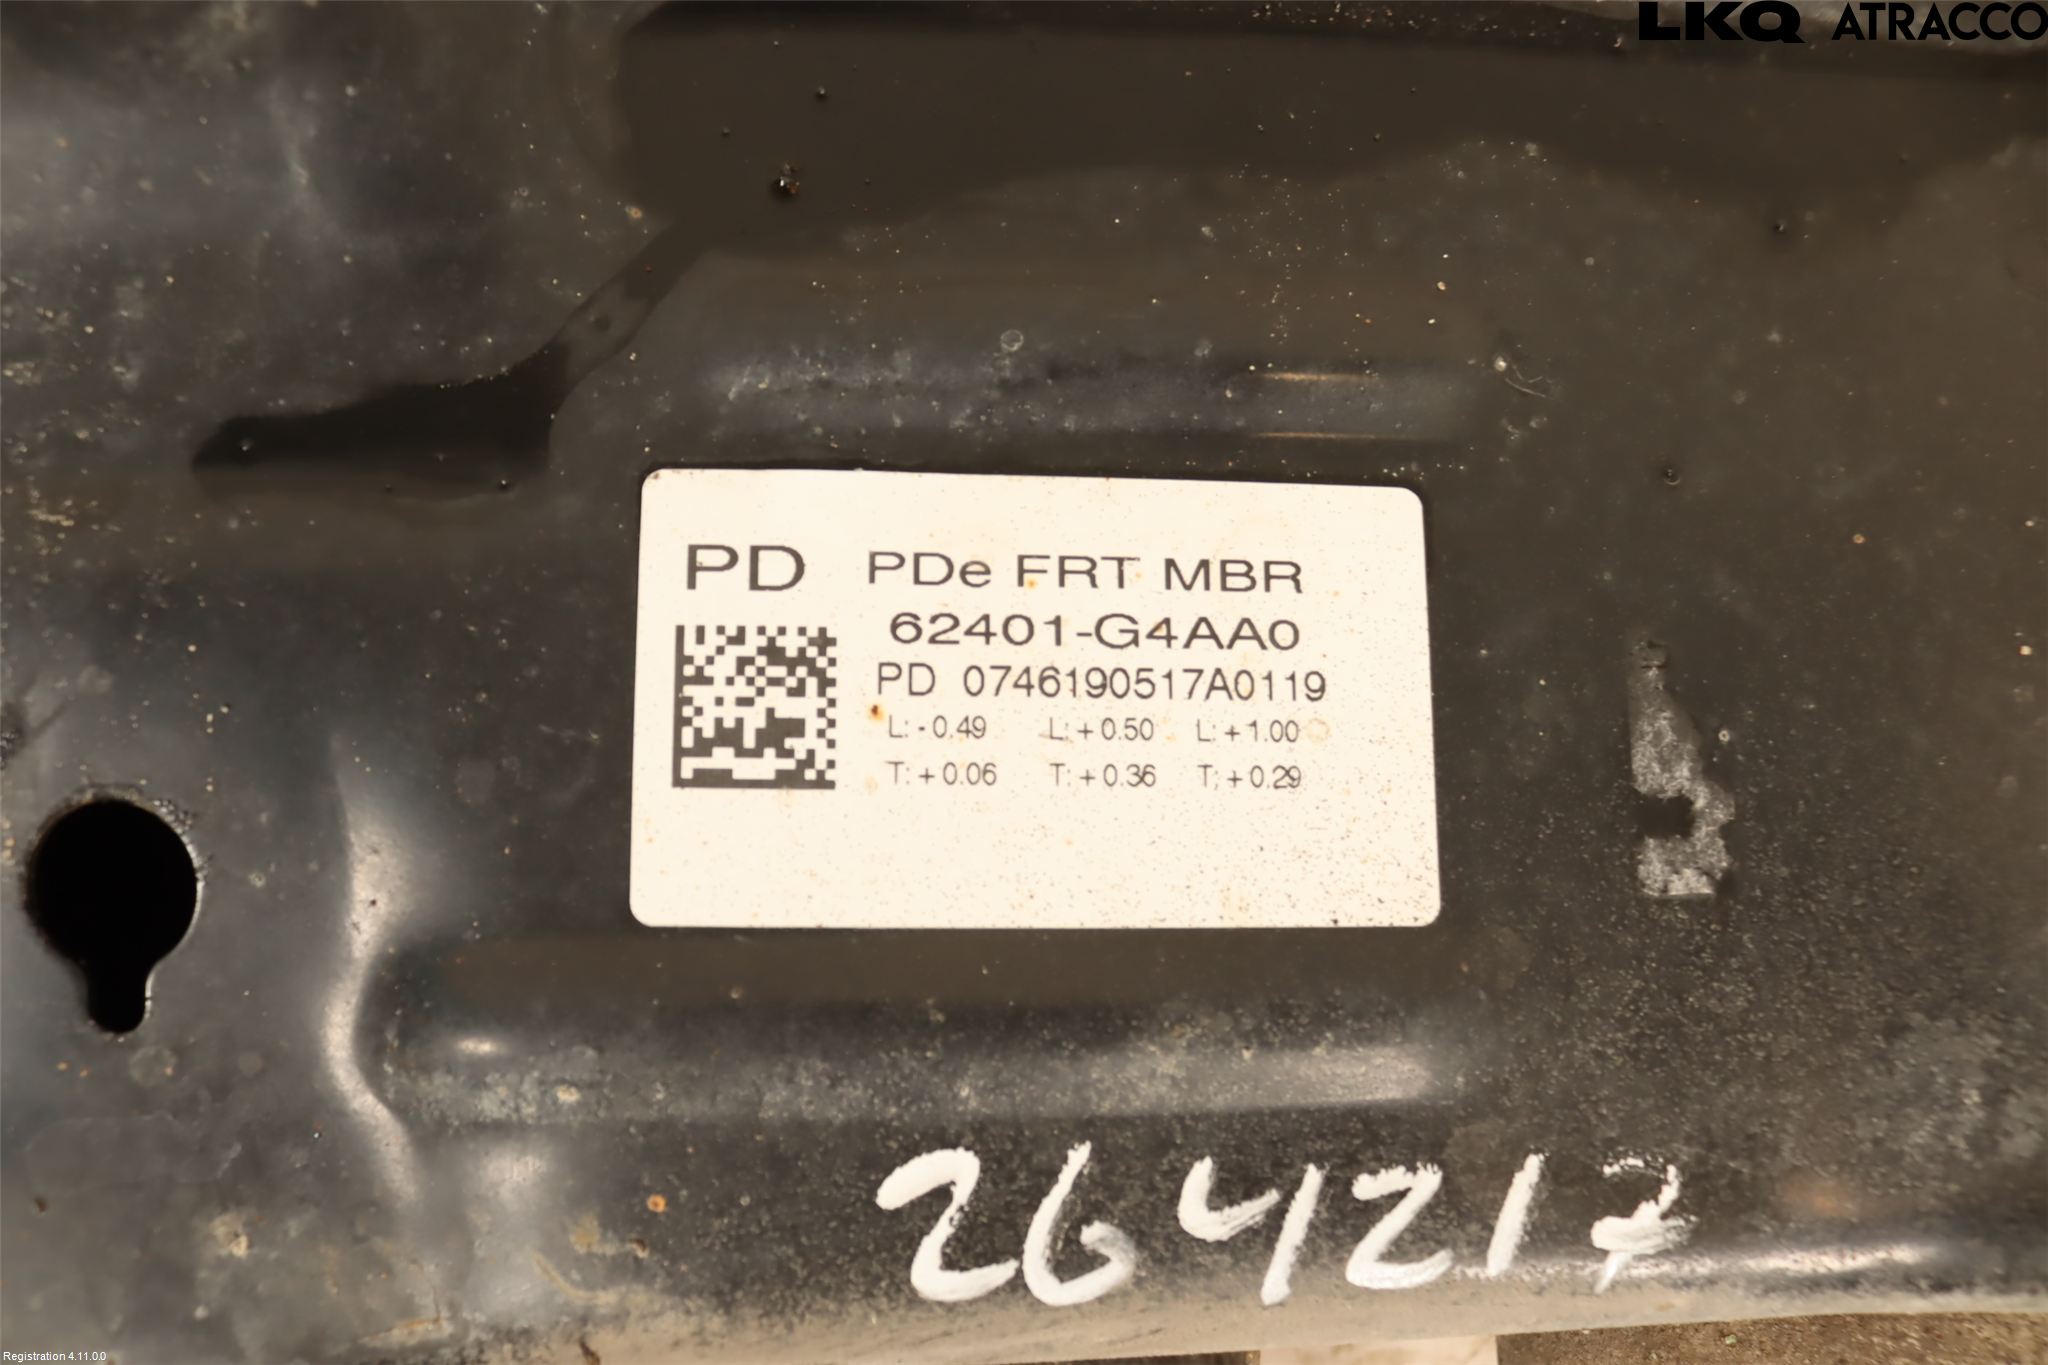 LKQ ATRACCO
PD PDe FRT MBR
62401-G4AA0
PD 0746190517A0119
L: -0.49 L: +0.50 L: +1.00
T: +0.06 T: +0.36 T: +0.29
264217
Registration 4.11.0.0